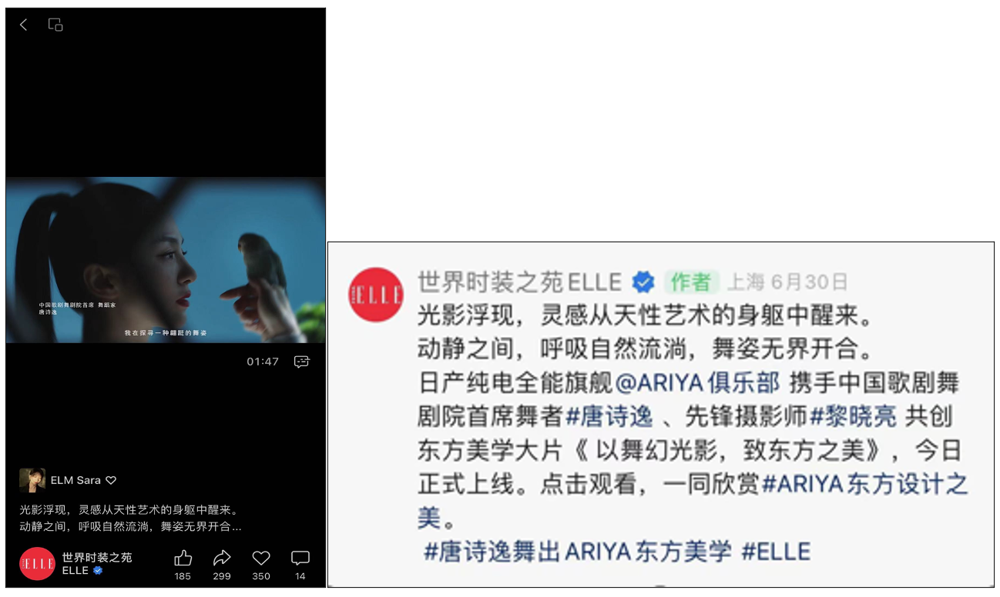 中国歌剧舞剧院首席 舞蹈家
唐诗逸
我在探寻一种翩跹的舞姿
01:47
ELM Sara
光影浮现，灵感从天性艺术的身躯中醒来。
动静之间，呼吸自然流淌，舞姿无界开合...
ELLE
世界时装之苑
ELLE
185
299
350
14
ELLE
世界时装之苑ELLE 作者 上海 6月30日
光影浮现，灵感从天性艺术的身躯中醒来。
动静之间，呼吸自然流淌，舞姿无界开合。
日产纯电全能旗舰@ARIYA俱乐部 携手中国歌剧舞
剧院首席舞者#唐诗逸 、先锋摄影师#黎晓亮 共创
东方美学大片《 以舞幻光影，致东方之美》，今日
正式上线。点击观看，一同欣赏#ARIYA东方设计之
美。
#唐诗逸舞出ARIYA东方美学 #ELLE